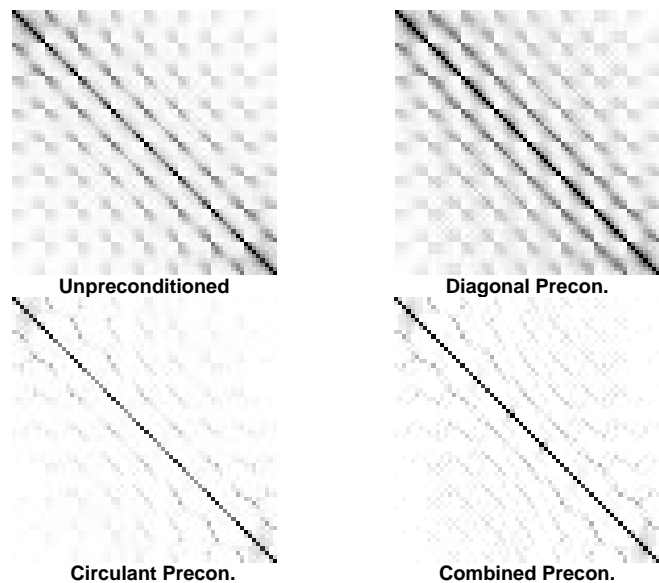 Unpreconditioned
Diagonal Precon.
Circulant Precon.
Combined Precon.